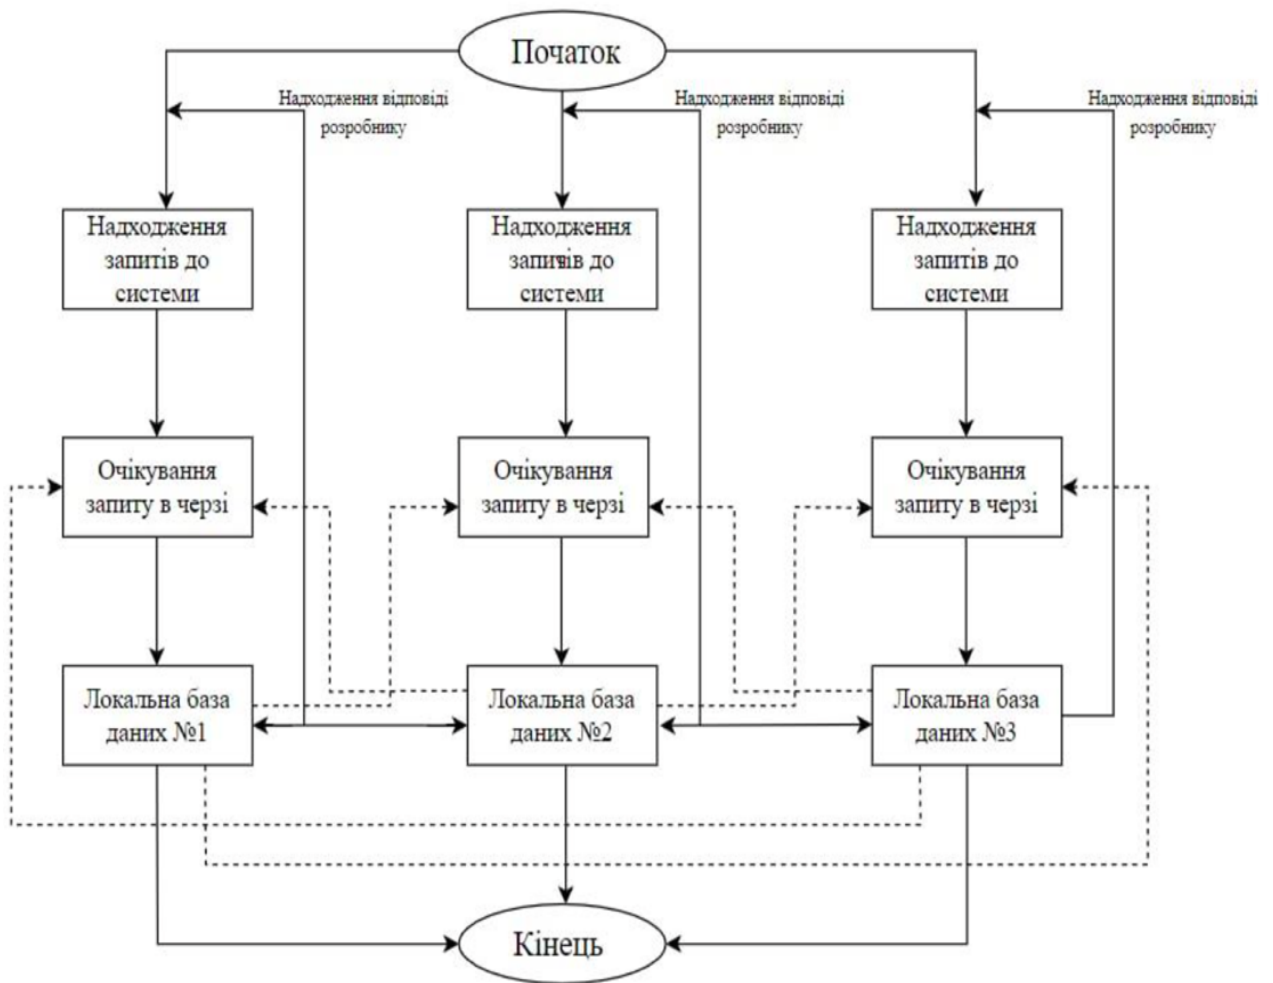 Початок
Надходження відповіді
розробнику
Надходження відповіді
розробнику
Надходження відповіді
розробнику
Надходження
запитів до
системи
Надходження
до
системи
Надходження
запитів до
системи
Очікування
запиту в черзі
Очікування
запиту в черзі
Очікування
запиту в черзі
Локальна база
даних №1
Локальна база
даних №2
Локальна база
даних №3
Кінець